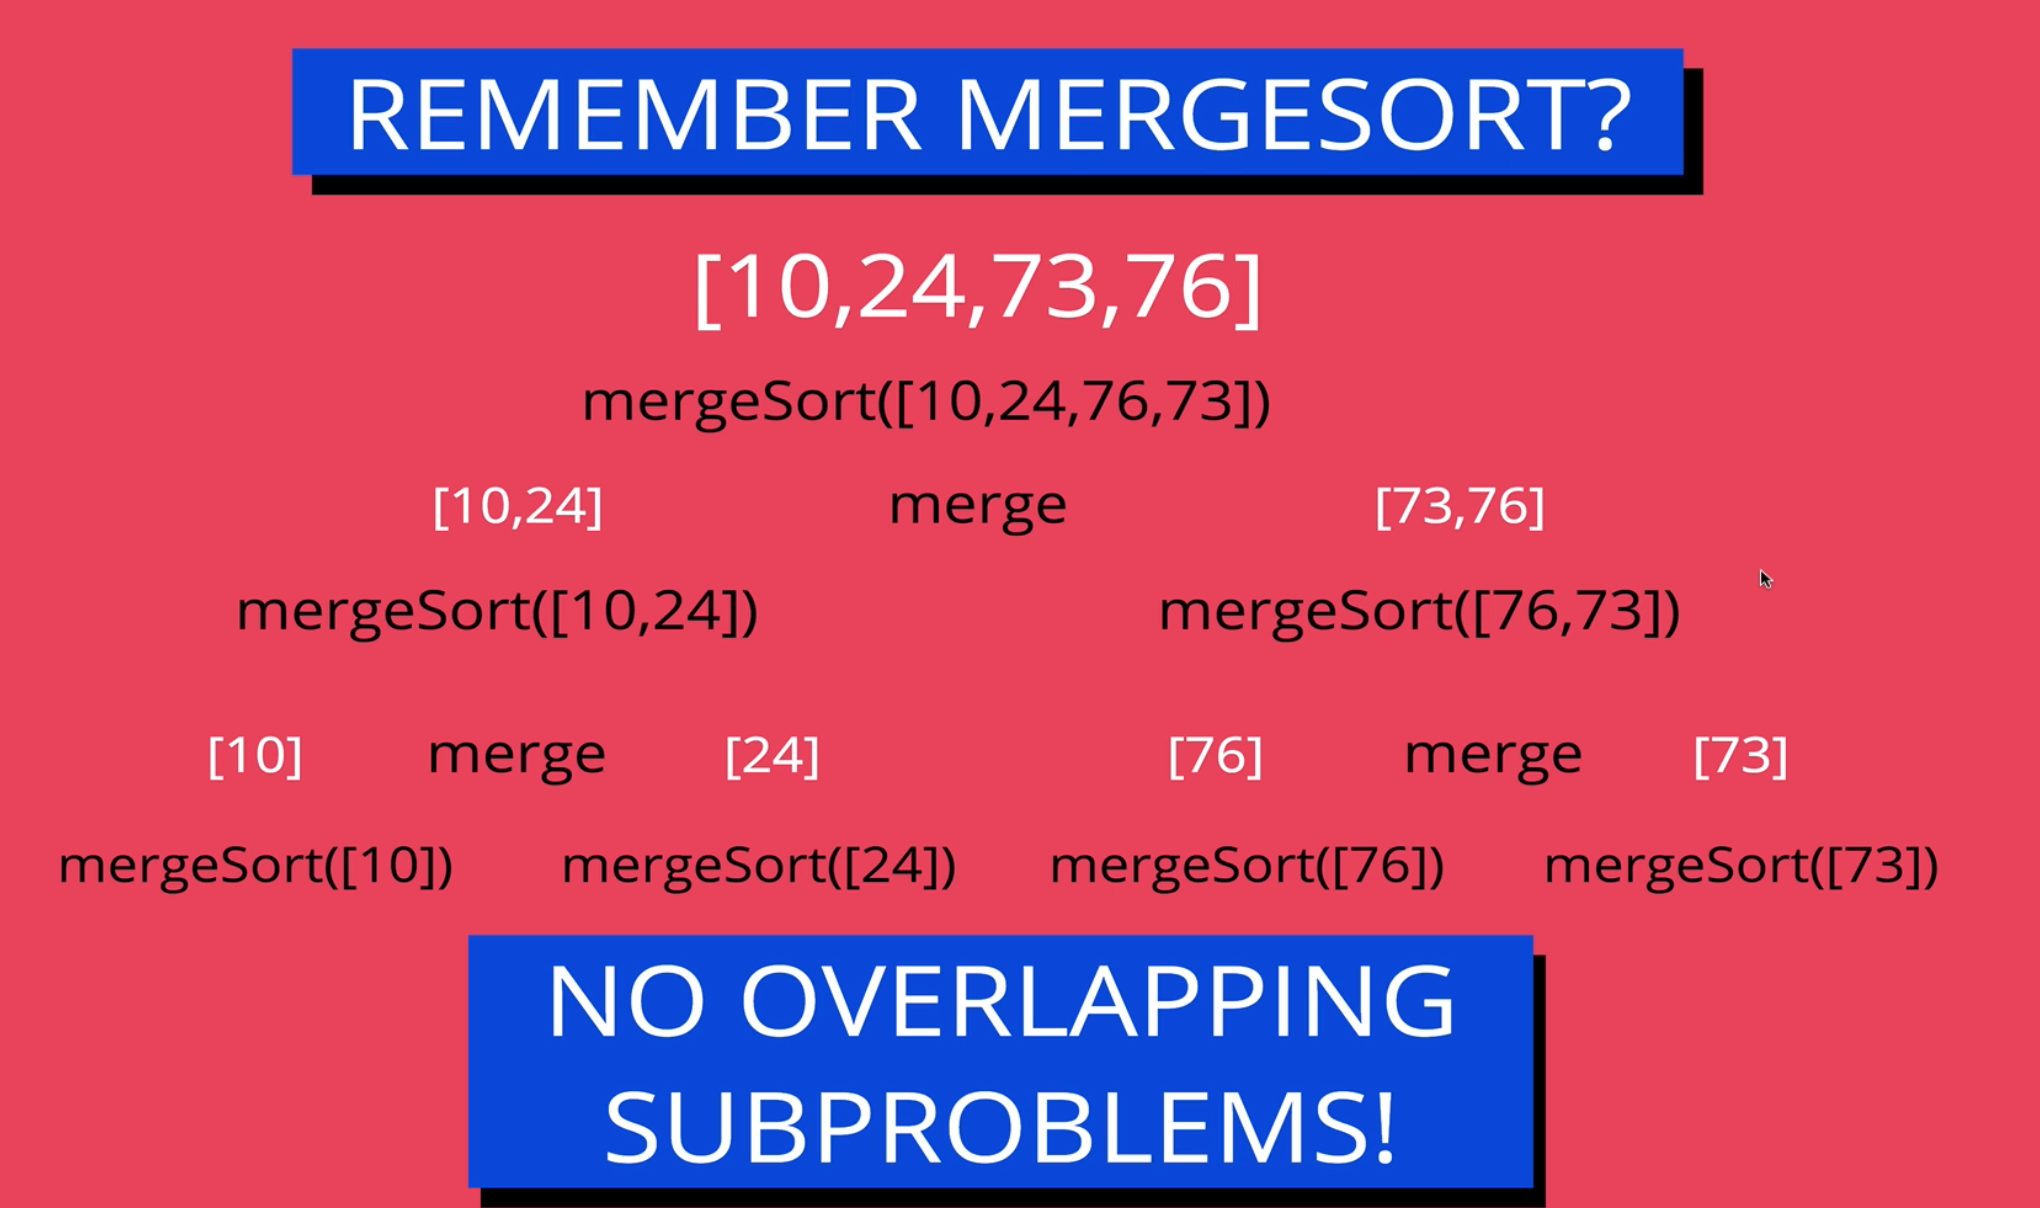 REMEMBER MERGESORT?
[10,24,73,76]
mergeSort([10,24,76,73])
[10,24] merge [73,76]
mergeSort([10,24]) mergeSort([76,73])
[10] merge [24] [76] merge [73]
mergeSort([10]) mergeSort([24]) mergeSort([76]) mergeSort([73])
NO OVERLAPPING
SUBPROBLEMS!